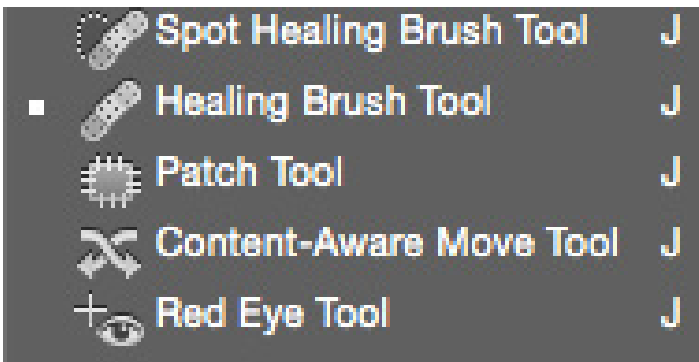 Spot Healing Brush Tool J
Healing Brush Tool J
Patch Tool J
Content-Aware Move Tool J
Red Eye Tool J